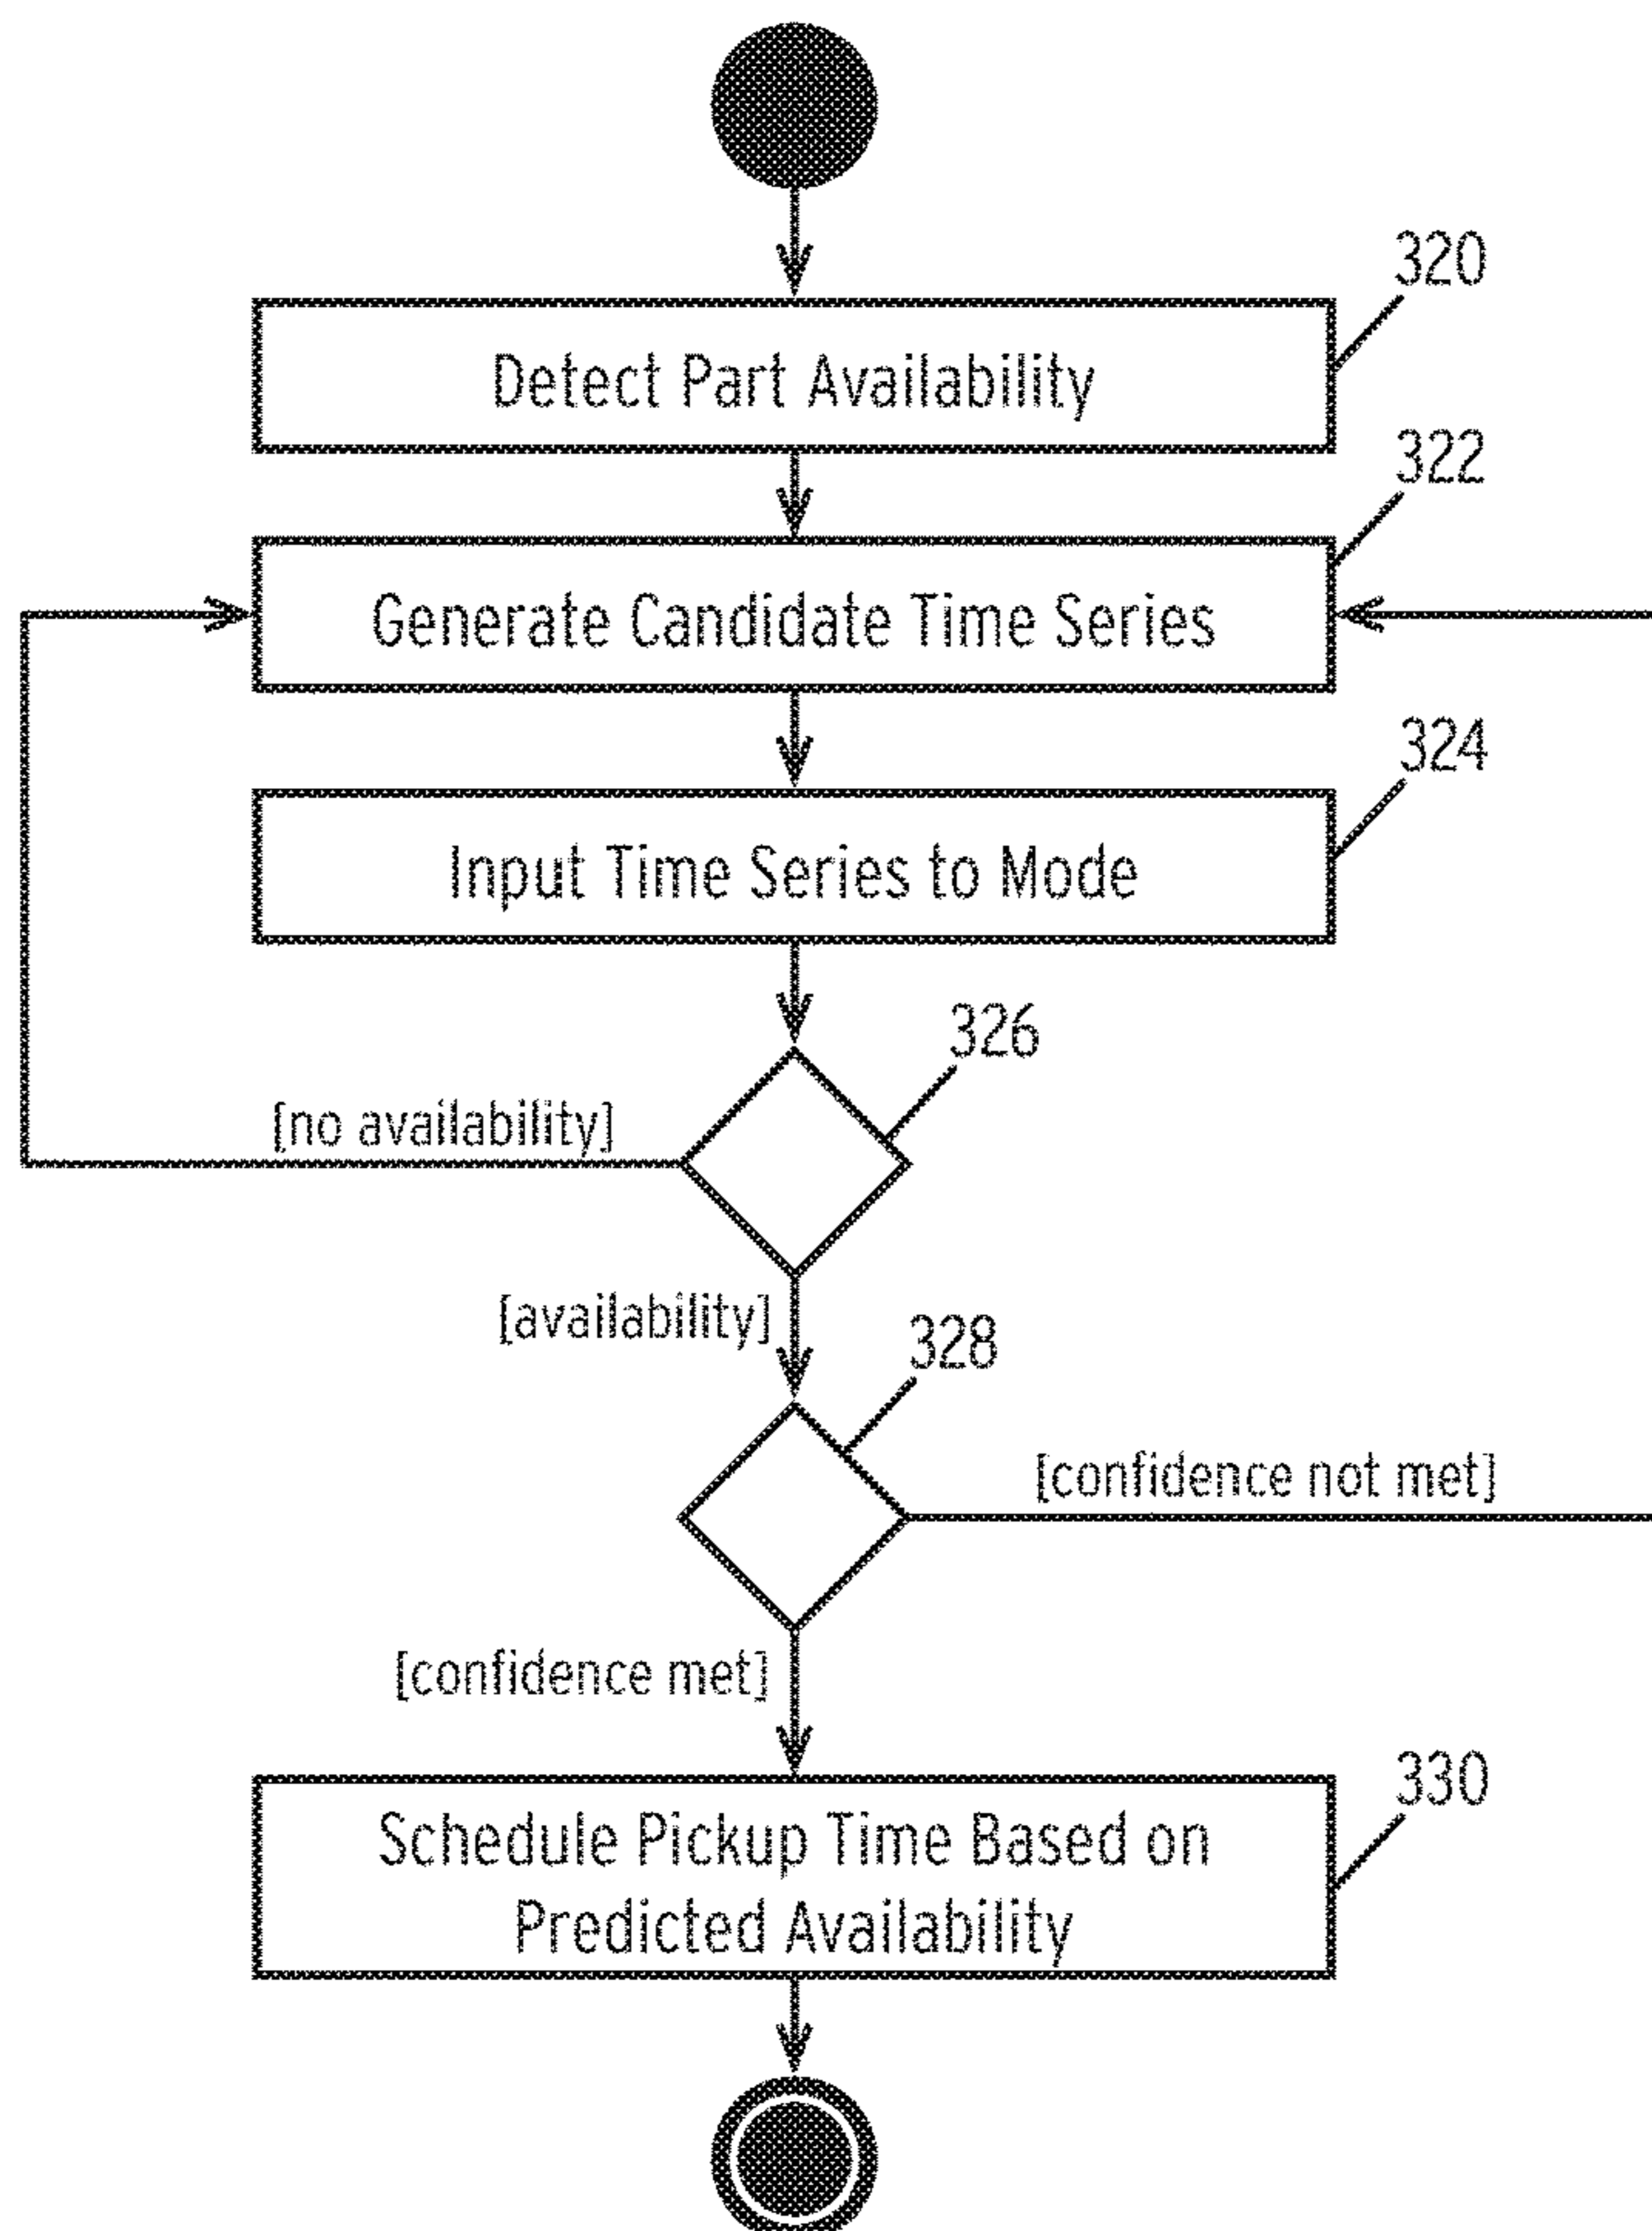 320
Detect Part Availability
322
Generate Candidate Time Series
324
Input Time Series to Mode
326
[no availability]
[availability]
328
[confidence not met]
[confidence met]
330
Schedule Pickup Time Based on
Predicted Availability